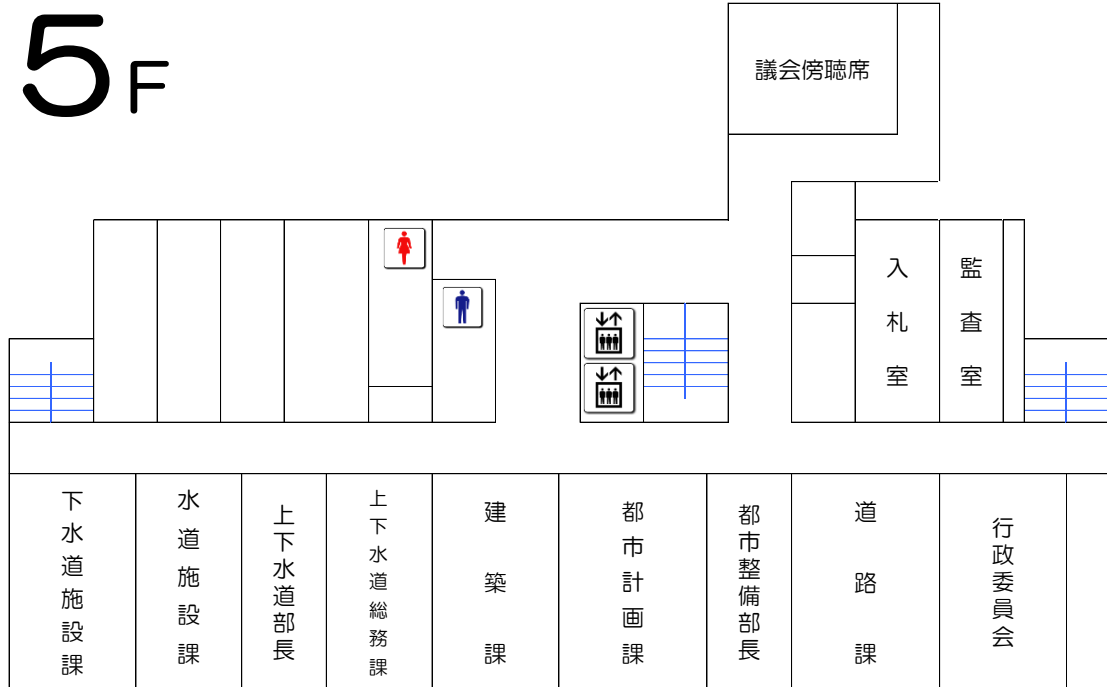 5F
議会傍聴席
入札室
監査室
下水道施設課
水道施設課
上下水道部長
上下水道総務課
建築課
都市計画課
都市整備部長
道路課
行政委員会